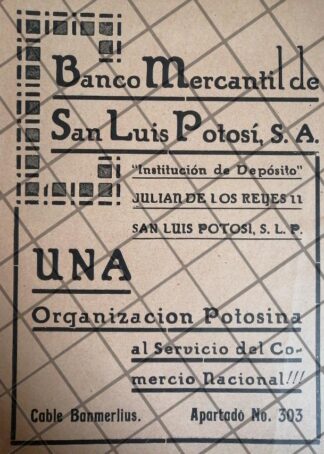 Banco Mercantil de
San Luis Potosí, S. A.
"Institución de Depósito"
JULIAN DE LOS REYES 11
SAN LUIS POTOSI, S. L. P.
UNA
Organizacion Potosina
al Servicio del Co-
mercio Nacional!!!
Cable Banmerlius. Apartado No. 303